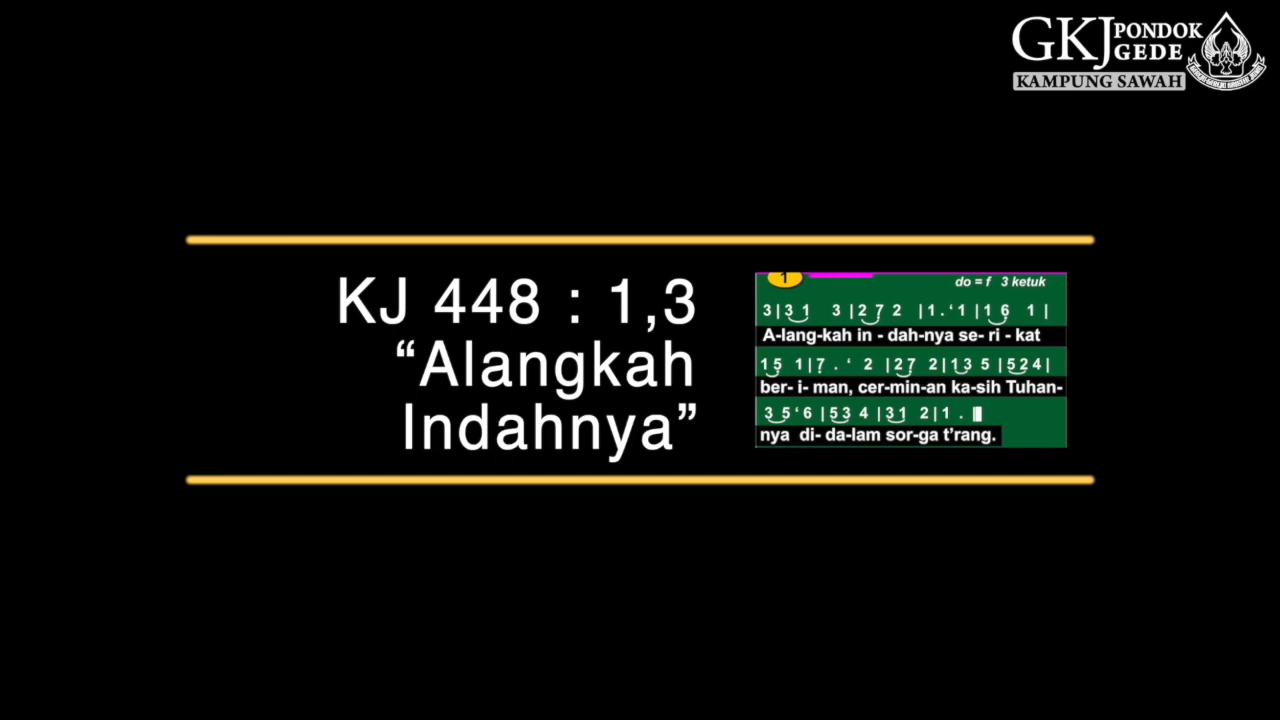 GKJ PONDOK GEDE
KAMPUNG SAWAH
KJ 448 : 1,3
“Alangkah
Indahnya”
1
do = f 3 ketuk
3|3 1 3 |2 7 2 |1 . ‘ 1 |1 6 1 |
A-lang-kah in - dah-nya se- ri - kat
1 5 1|7 . ‘ 2 |2 7 2|1 3 5 |5 2 4|
ber- i- man, cer-min-an ka-sih Tuhan-
3 5 ‘ 6 |5 3 4 |3 1 2|1 .
nya di- da-lam sor-ga t’rang.